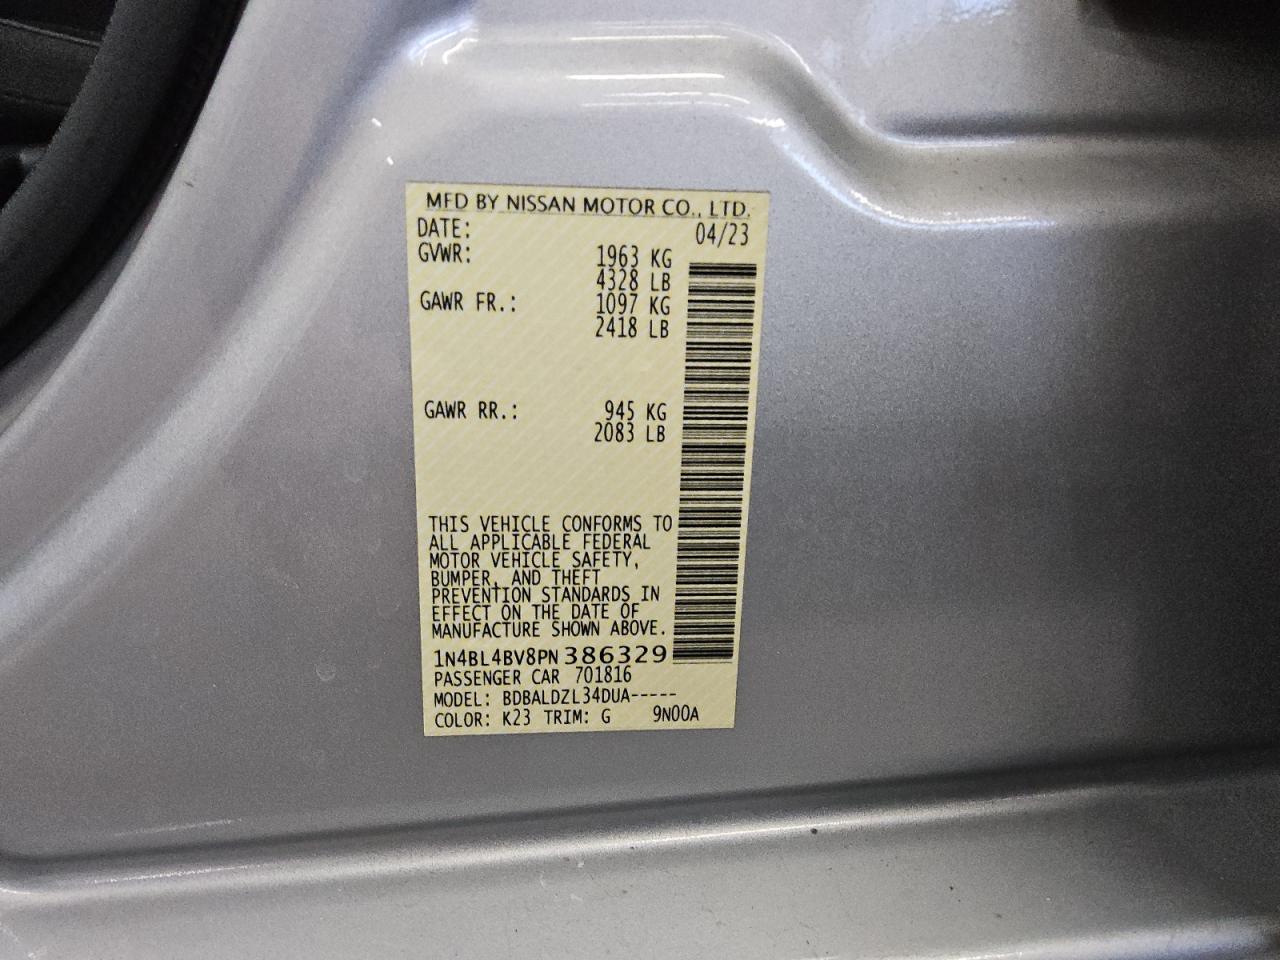 MFD BY NISSAN MOTOR CO., LTD.
DATE: 04/23
GVWR: 1963 KG
4328 LB
GAWR FR.: 1097 KG
2418 LB
GAWR RR.: 945 KG
2083 LB
THIS VEHICLE CONFORMS TO
ALL APPLICABLE FEDERAL
MOTOR VEHICLE SAFETY,
BUMPER, AND THEFT
PREVENTION STANDARDS IN
EFFECT ON THE DATE OF
MANUFACTURE SHOWN ABOVE.
1N4BL4BV8PN386329
PASSENGER CAR 701816
MODEL: BDBALDZL34DUA-----
COLOR: K23 TRIM: G 9N00A